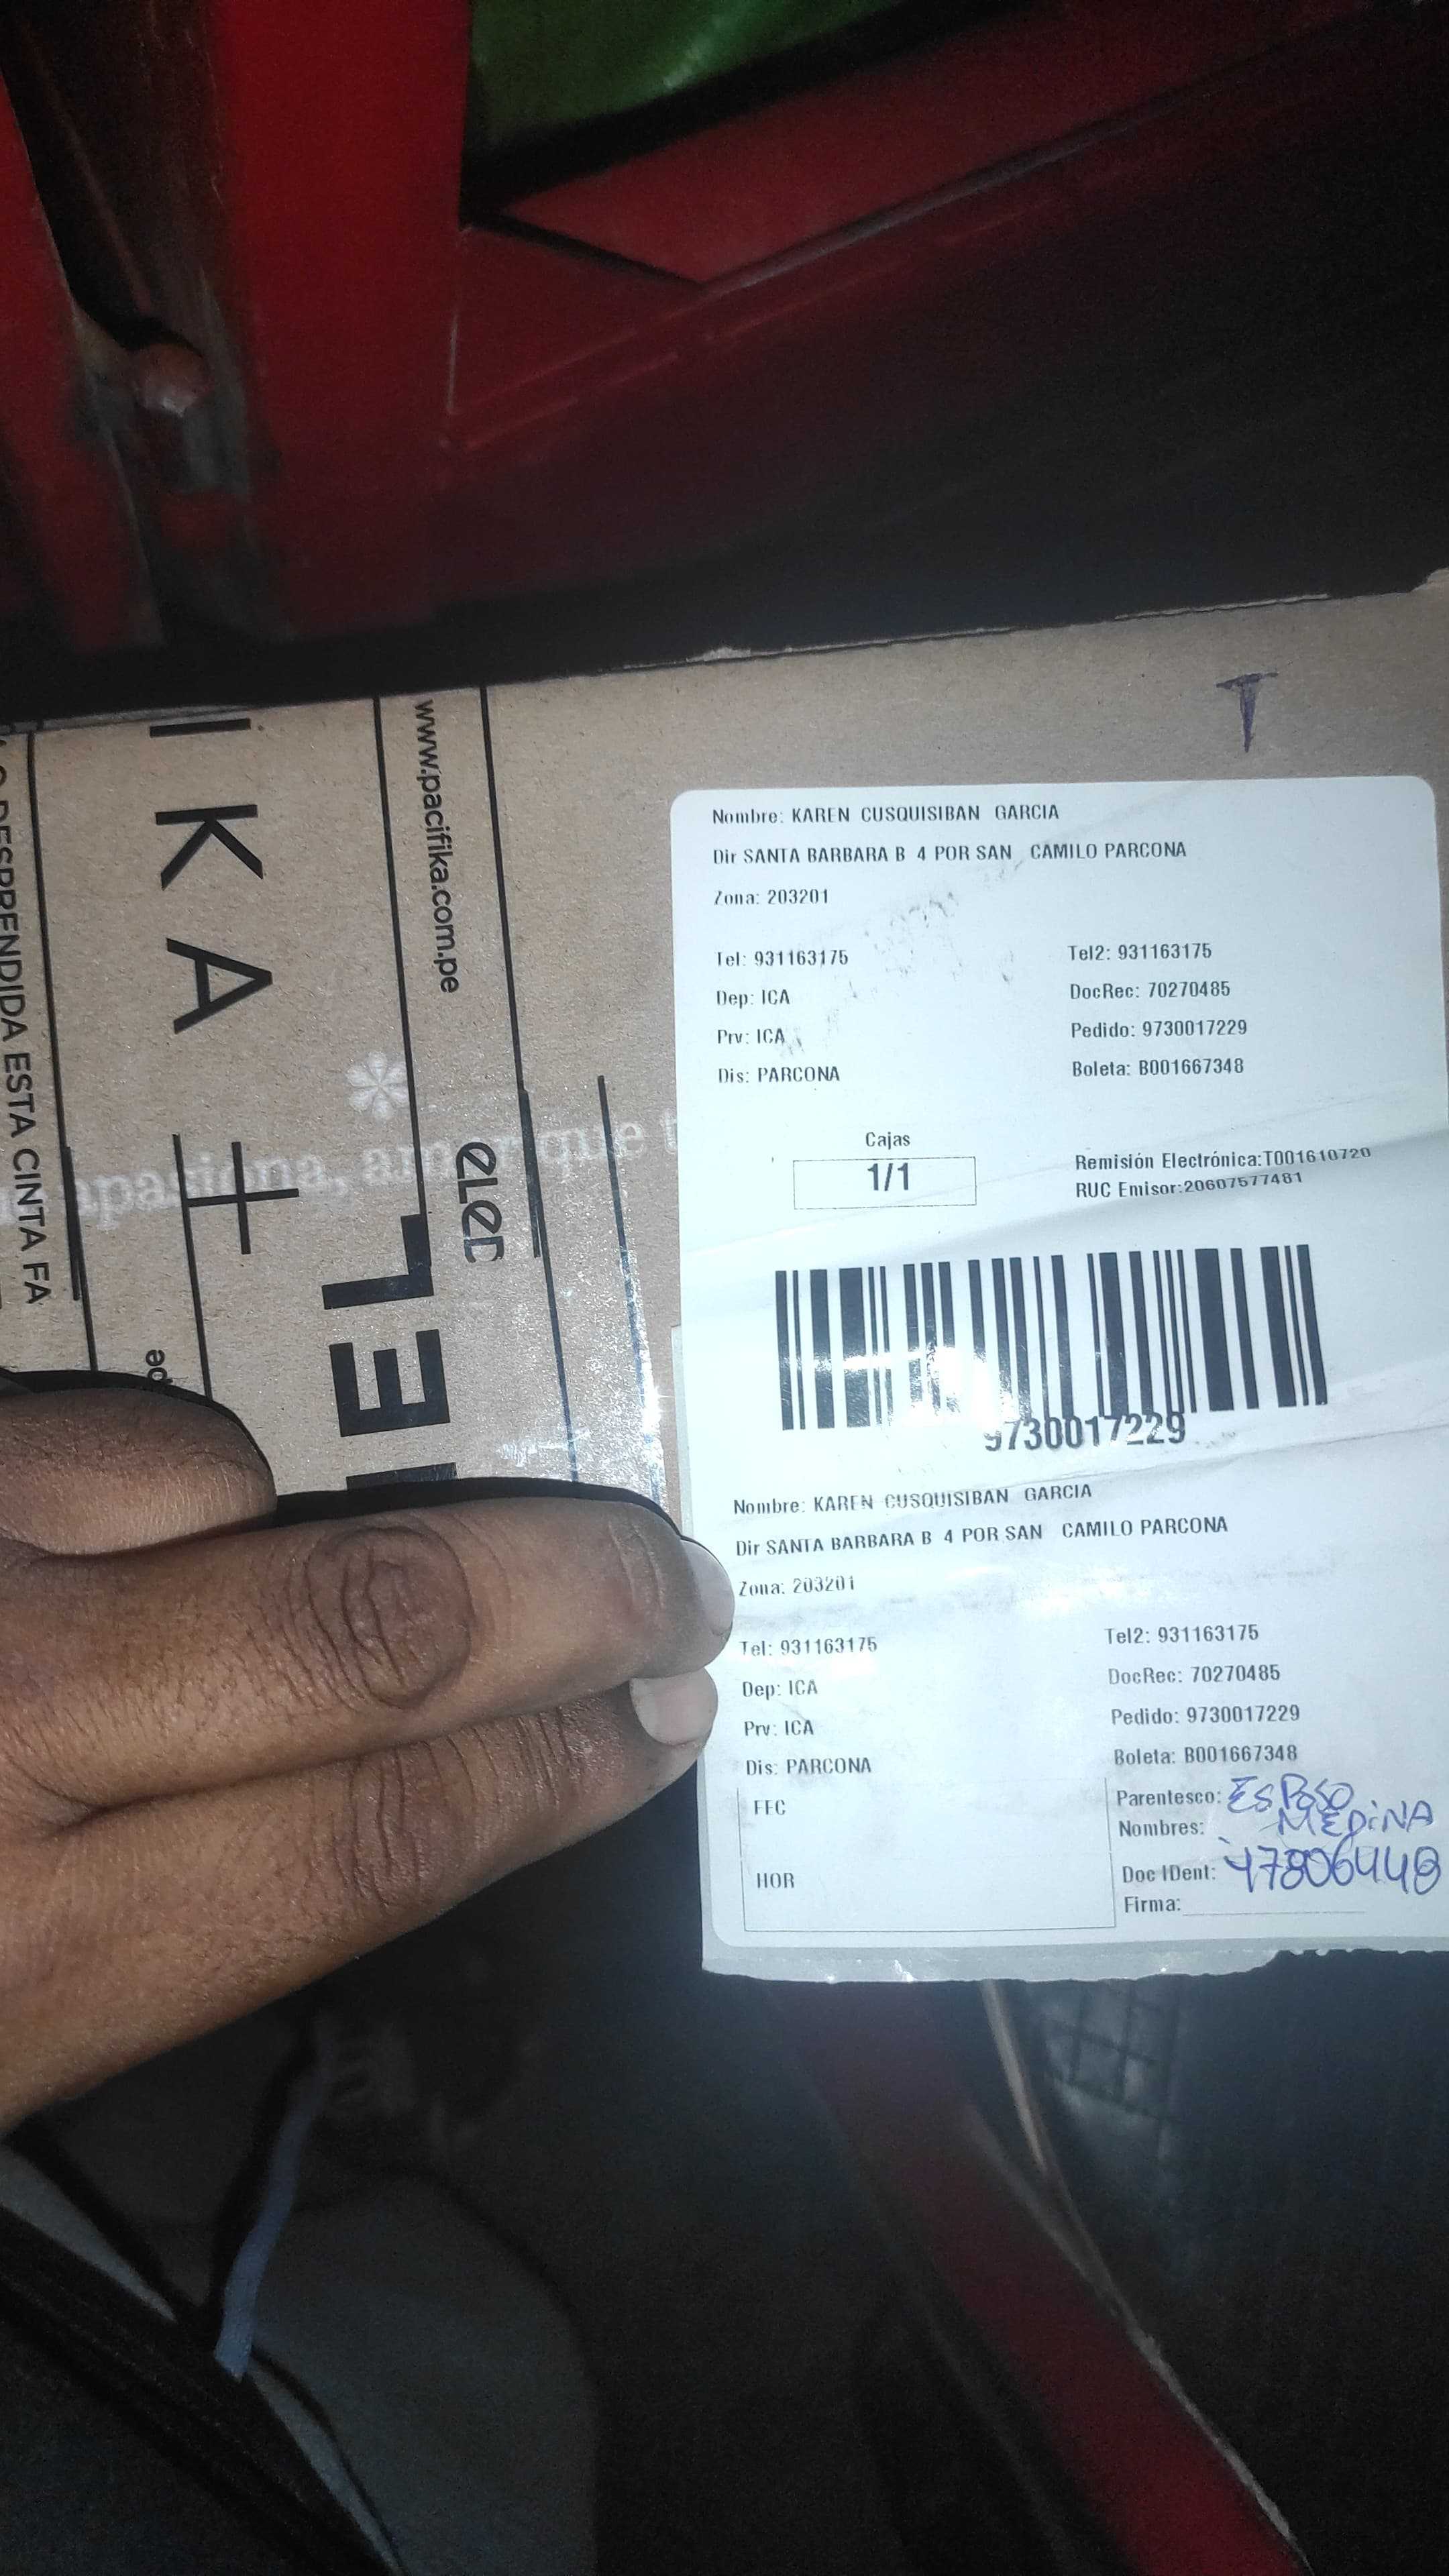 T
Nombre: KAREN CUSQUISIBAN GARCIA
Dir SANTA BARBARA B 4 POR SAN CAMILO PARCONA
Zona: 203201
Tel: 931163175 Tel2: 931163175
Dep: ICA DocRec: 70270485
Prv: ICA Pedido: 9730017229
Dis: PARCONA Boleta: B001667348
Cajas
1/1
Remisión Electrónica:T001610720
RUC Emisor:20607577481
9730017229
Nombre: KAREN CUSQUISIBAN GARCIA
Dir SANTA BARBARA B 4 POR SAN CAMILO PARCONA
Zona: 203201
Tel: 931163175 Tel2: 931163175
Dep: ICA DocRec: 70270485
Prv: ICA Pedido: 9730017229
Dis: PARCONA Boleta: B001667348
FFC
HOR
Parentesco: ESPOSO
Nombres: MEDINA
Doc IDent: 47806448
Firma:
www.pacifika.com.pe
IKA
eLeD
DESPRENDIDA ESTA CINTA FA
que t
pe